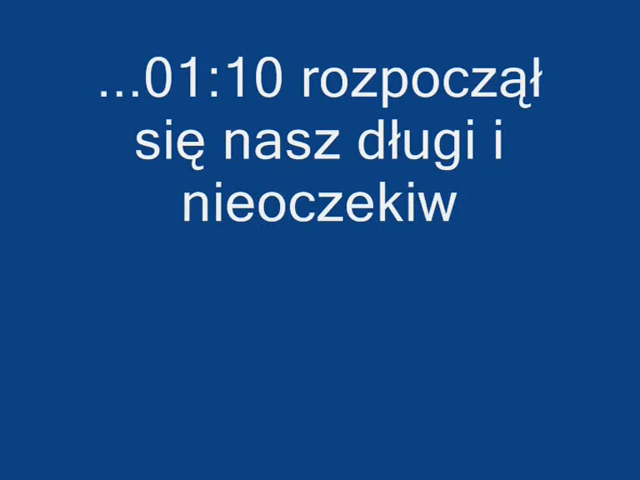 ...01:10 rozpoczął
się nasz długi i
nieoczekiw